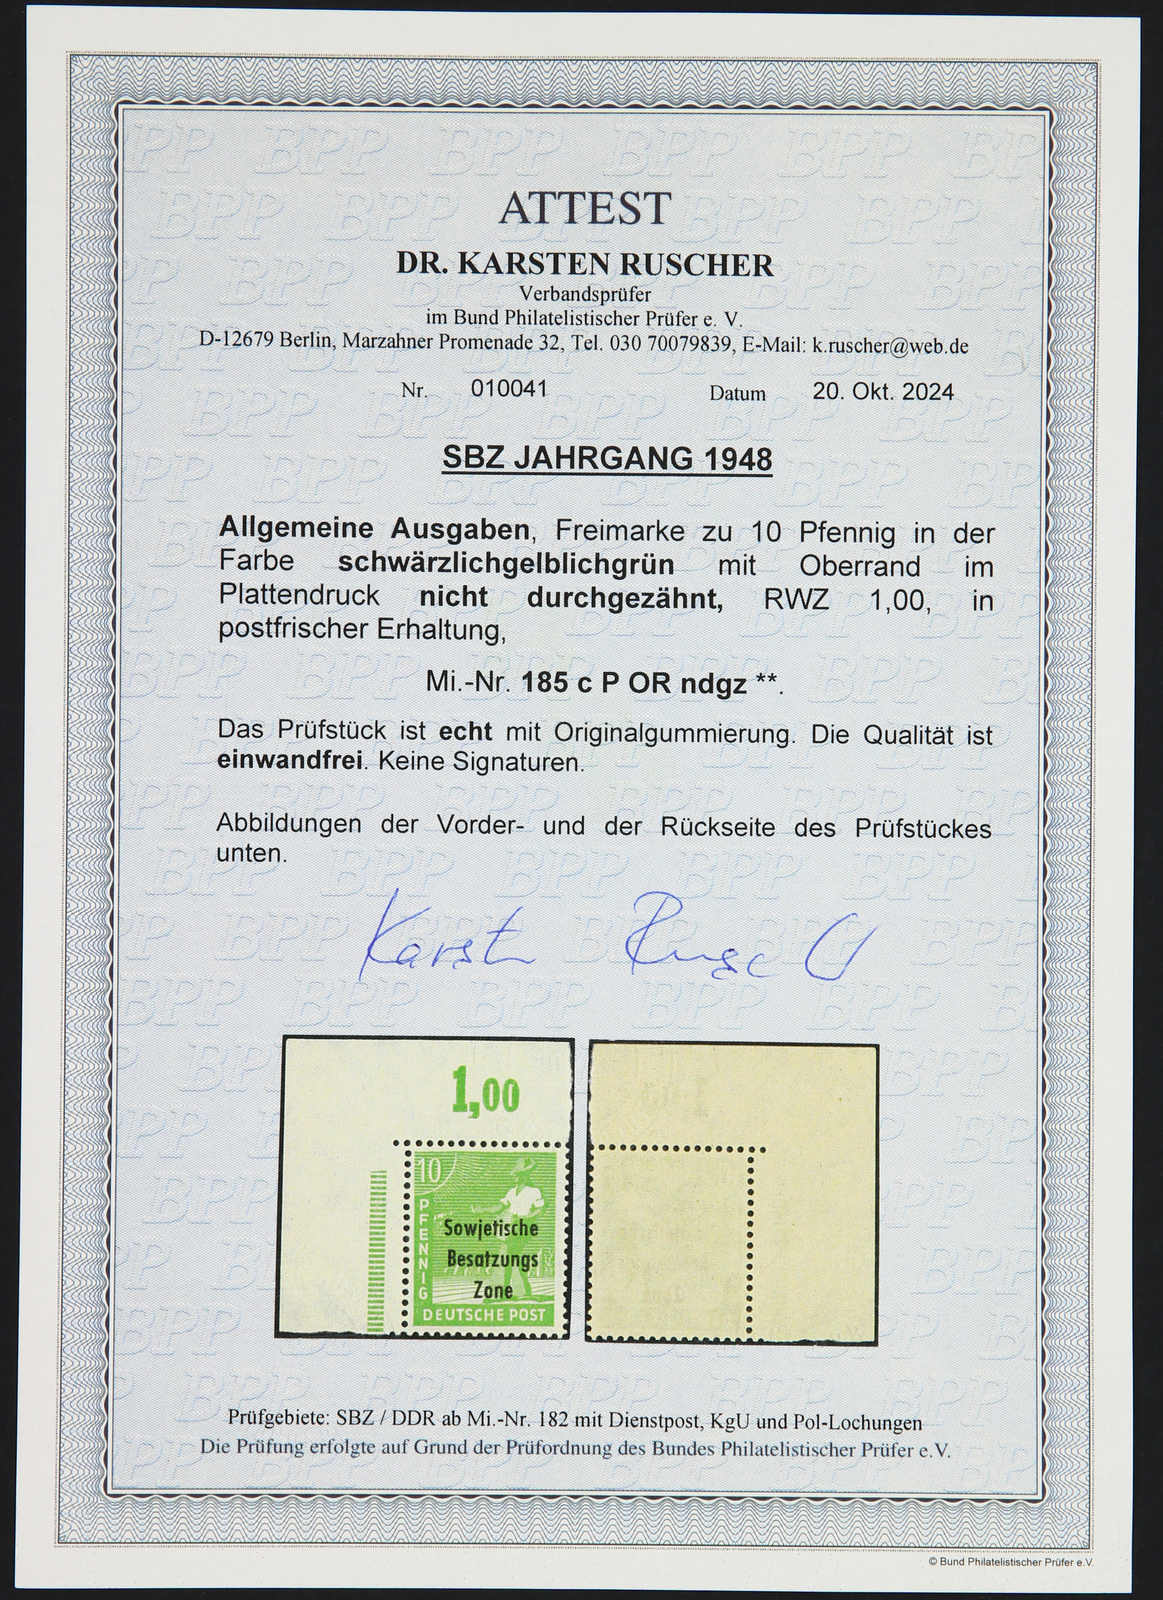 ATTEST
DR. KARSTEN RUSCHER
Verbandsprüfer
im Bund Philatelistischer Prüfer e. V.
D-12679 Berlin, Marzahner Promenade 32, Tel. 030 70079839, E-Mail: k.ruscher@web.de
Nr. 010041 Datum 20. Okt. 2024
SBZ JAHRGANG 1948
Allgemeine Ausgaben, Freimarke zu 10 Pfennig in der
Farbe schwärzlichgelblichgrün mit Oberrand im
Plattendruck nicht durchgezähnt, RWZ 1,00, in
postfrischer Erhaltung,
Mi.-Nr. 185 c P OR ndgz **.
Das Prüfstück ist echt mit Originalgummierung. Die Qualität ist
einwandfrei. Keine Signaturen.
Abbildungen der Vorder- und der Rückseite des Prüfstückes
unten.
Karsten Ruscher
1,00
10
PFENNIG
Sowjetische
Besatzungs
Zone
DEUTSCHE POST
Prüfgebiete: SBZ / DDR ab Mi.-Nr. 182 mit Dienstpost, KgU und Pol-Lochungen
Die Prüfung erfolgte auf Grund der Prüfordnung des Bundes Philatelistischer Prüfer e.V.
© Bund Philatelistischer Prüfer e.V.